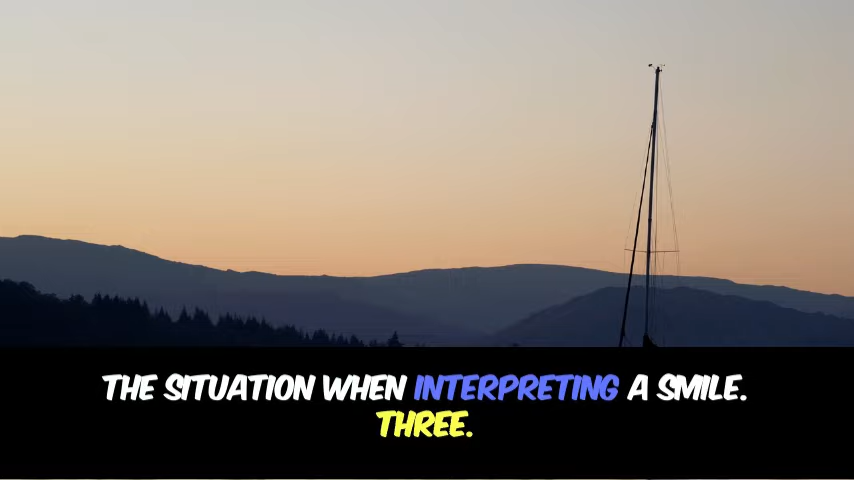 THE SITUATION WHEN INTERPRETING A SMILE.
THREE.